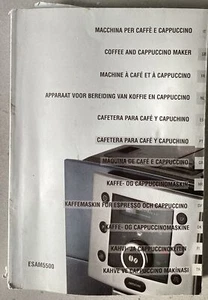 MACCHINA PER CAFFÈ E CAPPUCCINO
COFFEE AND CAPPUCCINO MAKER
MACHINE À CAFÉ ET À CAPPUCCINO
APPARAAT VOOR BEREIDING VAN KOFFIE EN CAPPUCCINO
CAFETERA PARA CAFÉ Y CAPUCHINO
CAFETERA PARA CAFÉ Y CAPUCHINO
MÁQUINA DE CAFÉ E CAPPUCCINO
KAFFE- OG CAPPUCCINOMASKIN
KAFFEMASKIN FÖR ESPRESSO OCH CAPPUCCINO
KAFFE- OG CAPPUCCINOMASKINE
KAHVI- JA CAPPUCCINOKEITIN
KAHVE VE CAPPUCCINO MAKİNASI
ESAM5500